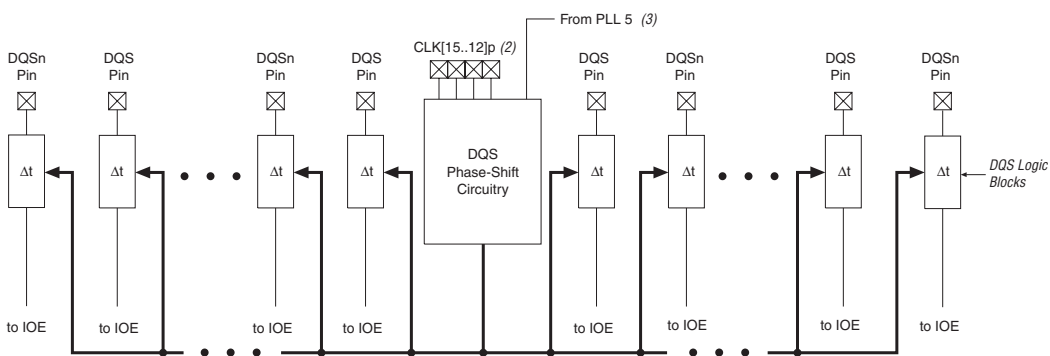 From PLL 5 (3)
CLK[15..12]p (2)
DQSn
Pin
DQS
Pin
DQSn
Pin
DQS
Pin
DQS
Pin
DQSn
Pin
DQS
Pin
DQSn
Pin
Δt
Δt
Δt
Δt
DQS
Phase-Shift
Circuitry
Δt
Δt
Δt
Δt
DQS Logic
Blocks
to IOE
to IOE
to IOE
to IOE
to IOE
to IOE
to IOE
to IOE